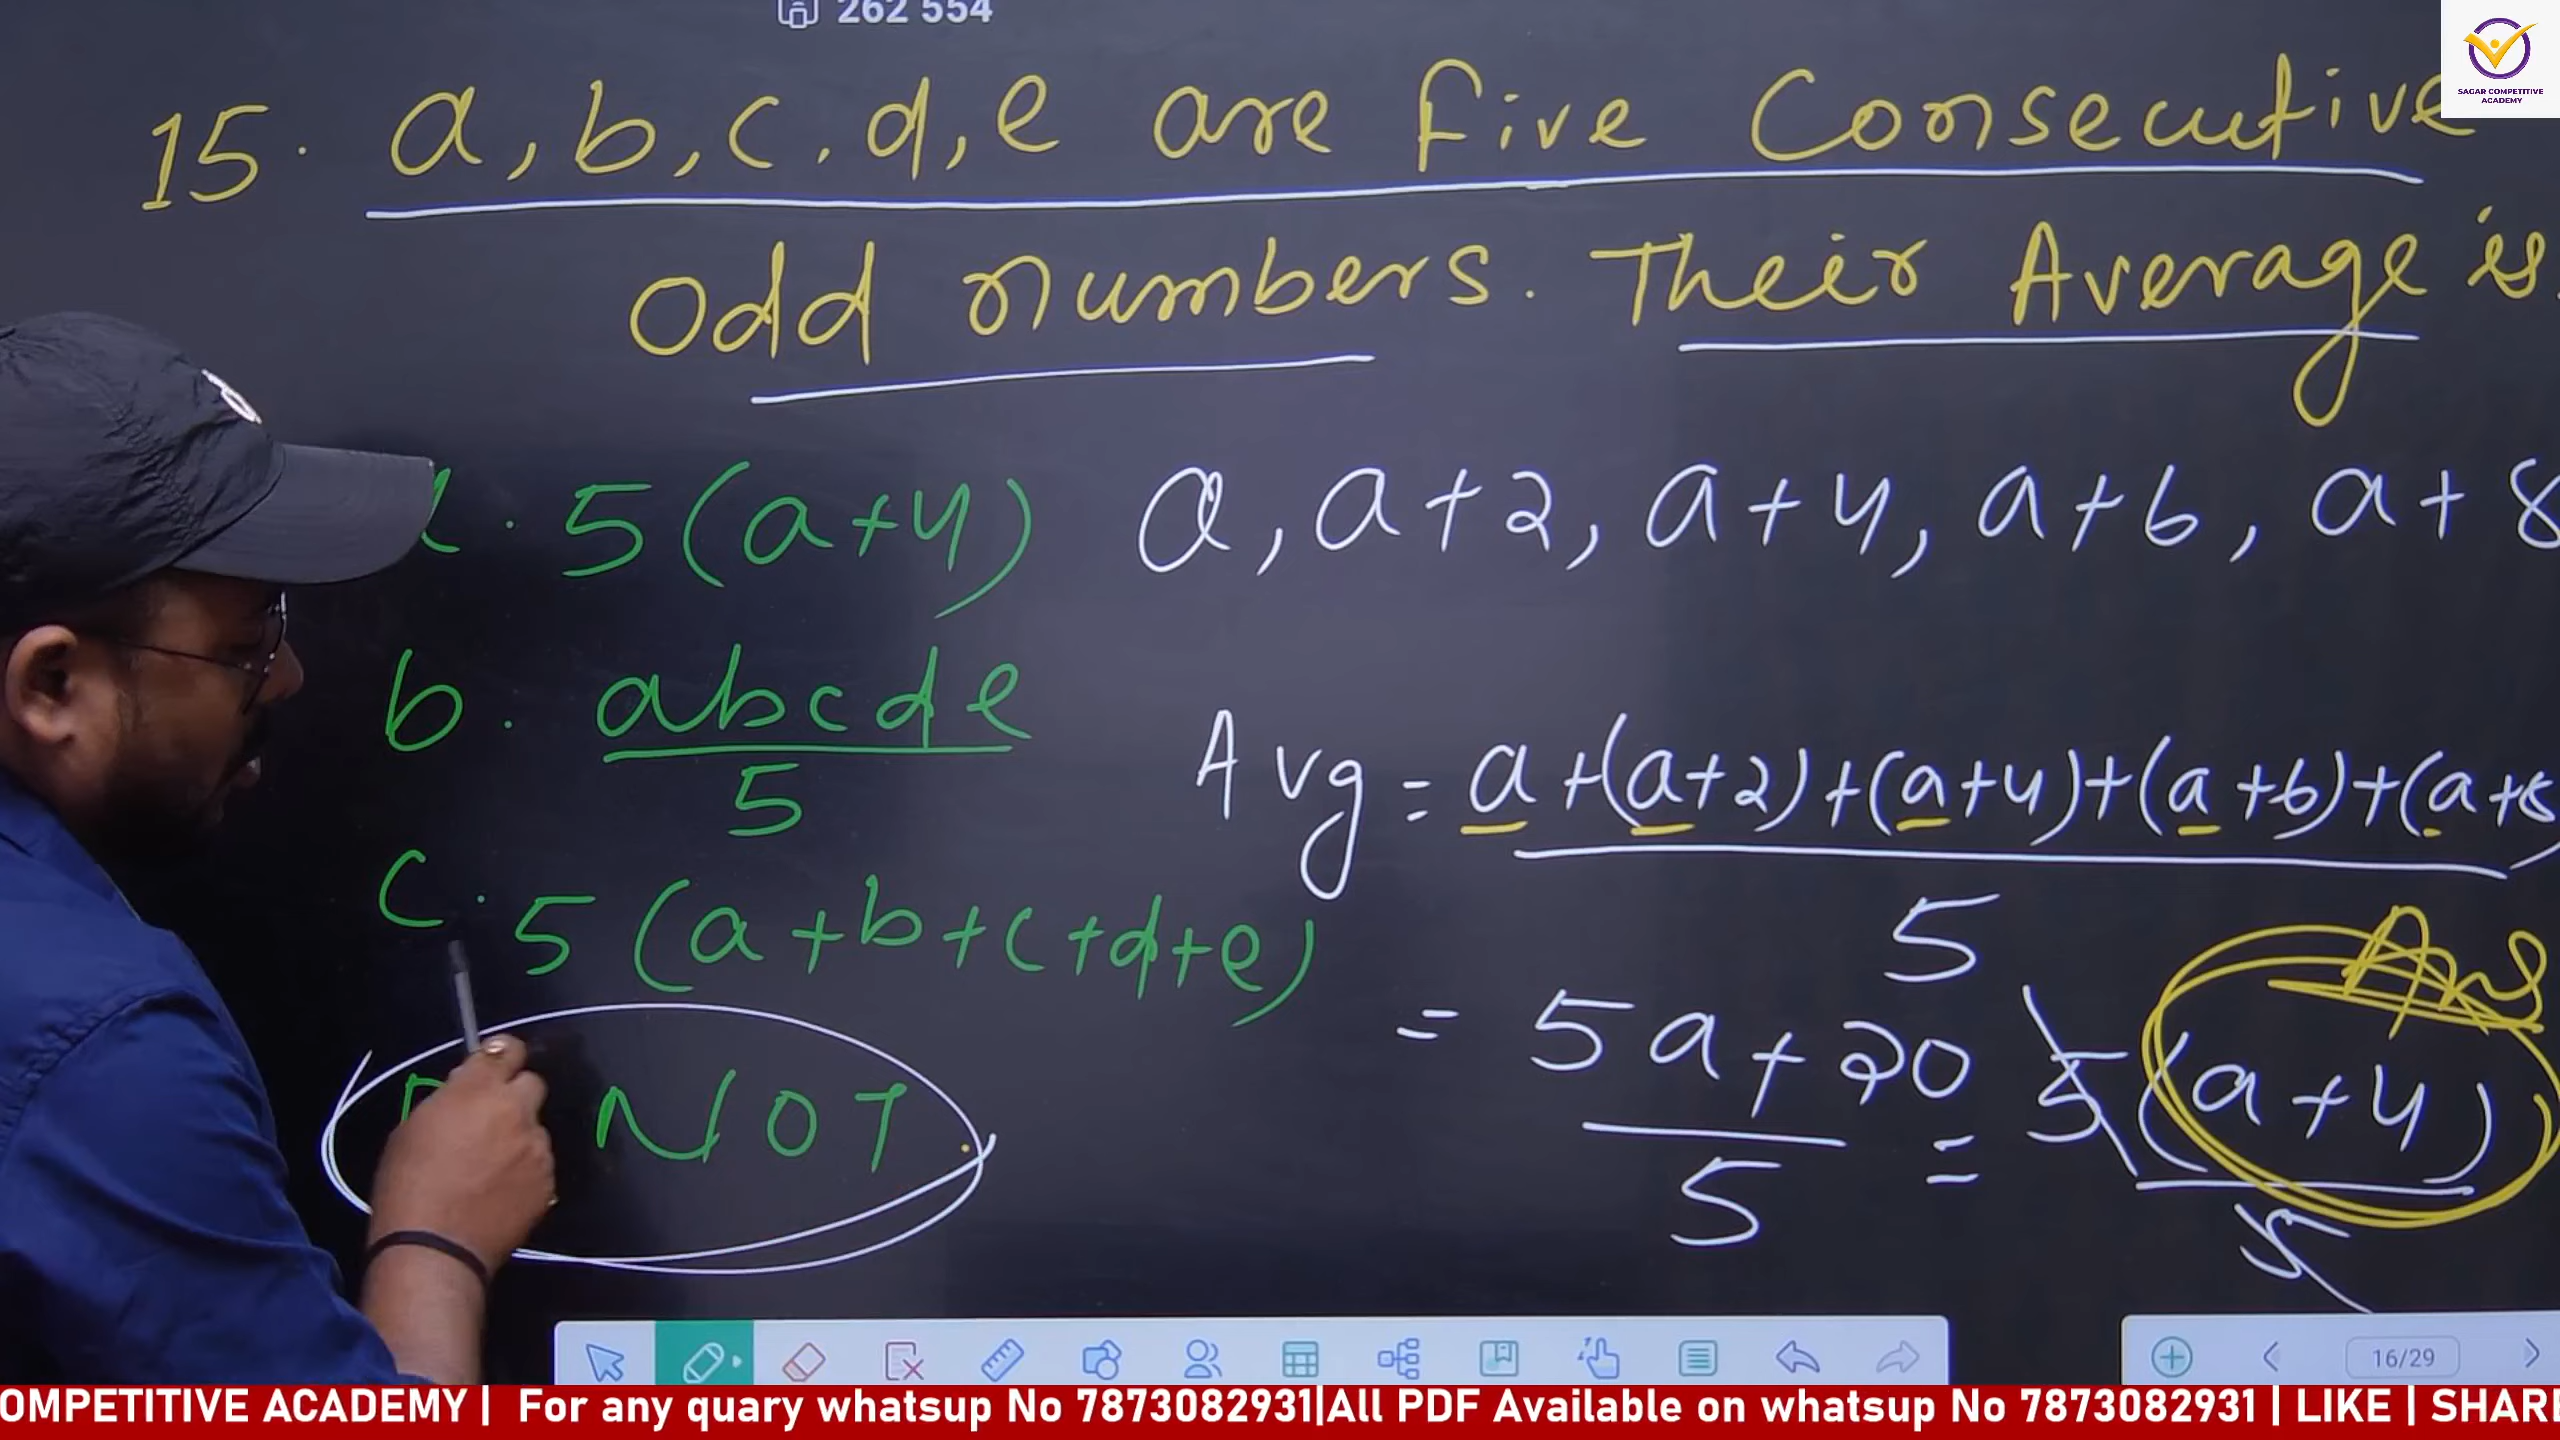 262 554
SAGAR COMPETITIVE
ACADEMY
15. a, b, c, d, e are five Consecutive
Odd numbers. Their Average is
5(a+4)
a, a+2, a+4, a+6, a+8
b. abcde
5
Avg = a+(a+2)+(a+4)+(a+6)+(a+8)
5
c. 5(a+b+c+d+e)
Ans
= 5a+20 = 5(a+4)
5 5
NOT
16/29
OMPETITIVE ACADEMY | For any quary whatsup No 7873082931|All PDF Available on whatsup No 7873082931 | LIKE | SHARE